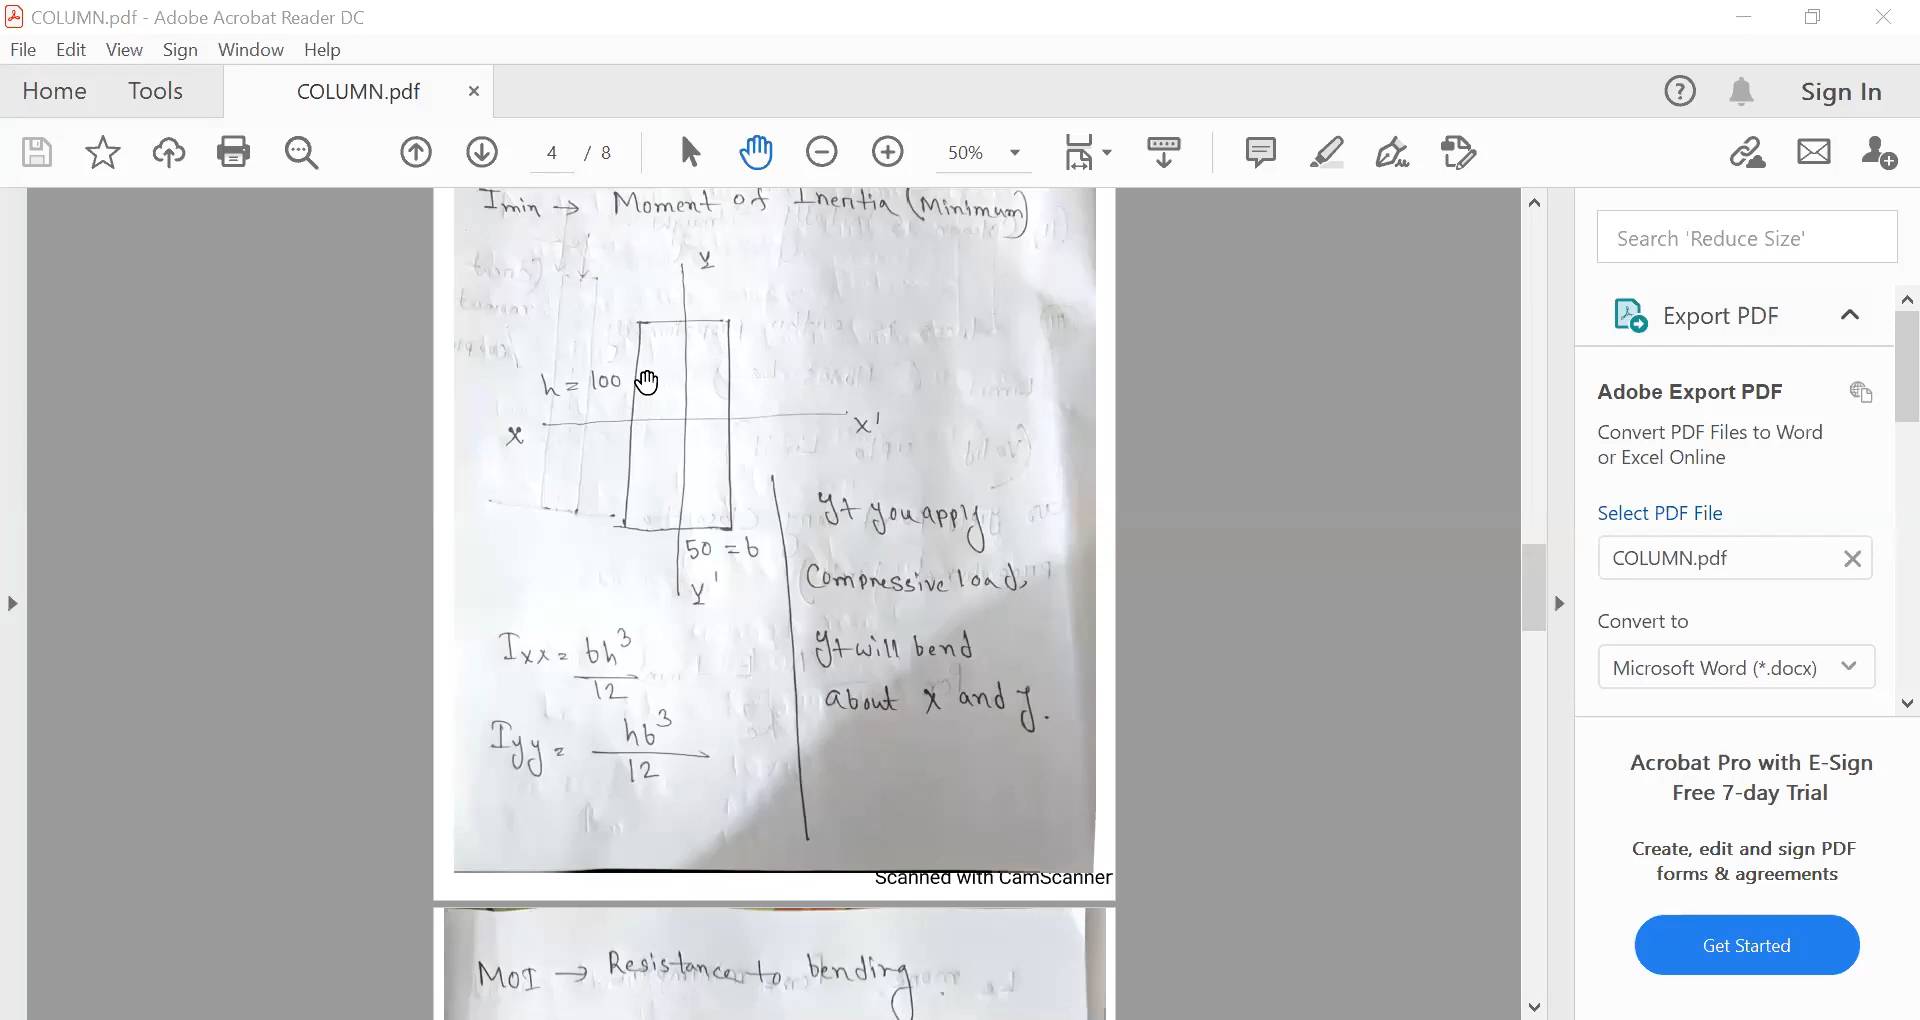 COLUMN.pdf - Adobe Acrobat Reader DC
File Edit View Sign Window Help
Home Tools COLUMN.pdf × Sign In
4 / 8 50%
Imin → Moment of Inertia (Minimum)
y
h = 100
x x'
50 = b
y'
Ixx = bh³
12
Iyy = hb³
12
If you apply
Compressive load,
It will bend
about x and y.
Scanned with CamScanner
MOI → Resistance to bending
Search 'Reduce Size'
Export PDF
Adobe Export PDF
Convert PDF Files to Word
or Excel Online
Select PDF File
COLUMN.pdf
Convert to
Microsoft Word (*.docx)
Acrobat Pro with E-Sign
Free 7-day Trial
Create, edit and sign PDF
forms & agreements
Get Started